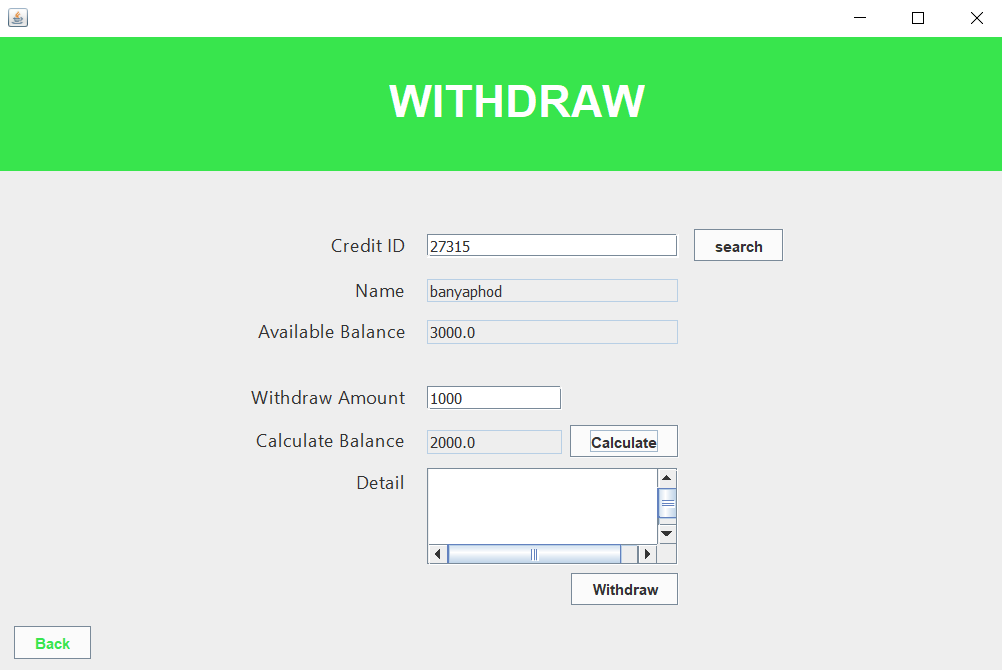 WITHDRAW
Credit ID 27315 search
Name banyaphod
Available Balance 3000.0
Withdraw Amount 1000
Calculate Balance 2000.0 Calculate
Detail
Withdraw
Back